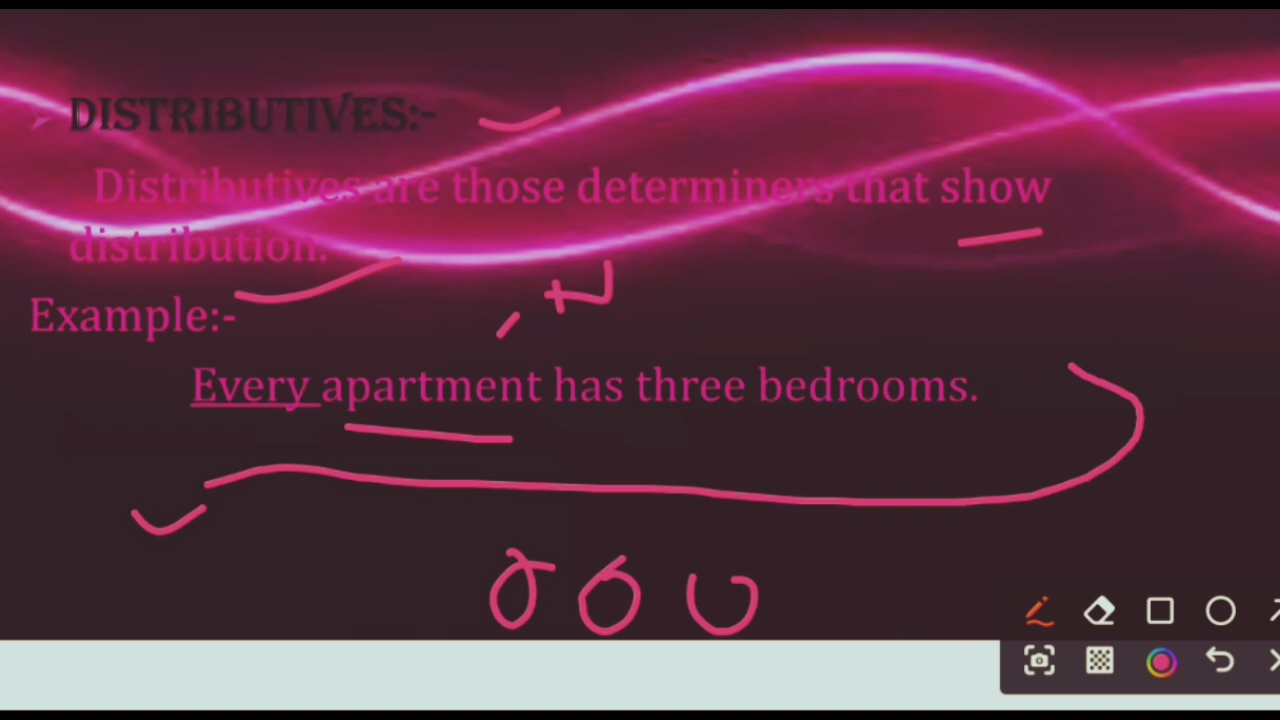 DISTRIBUTIVES:-
Distributives are those determiners that show
distribution.
Example:-
Every apartment has three bedrooms.